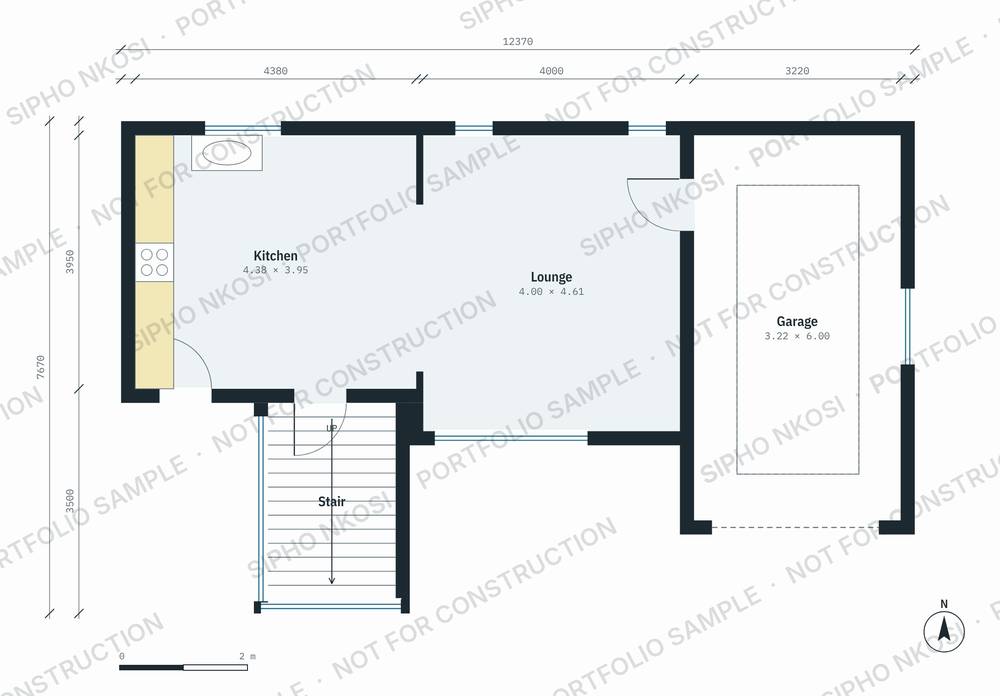 12370
4380
4000
3220
7670
3950
3500
Kitchen
4.38 × 3.95
Lounge
4.00 × 4.61
Garage
3.22 × 6.00
UP
Stair
N
0
2 m
SIPHO NKOSI · PORTFOLIO SAMPLE · NOT FOR CONSTRUCTION